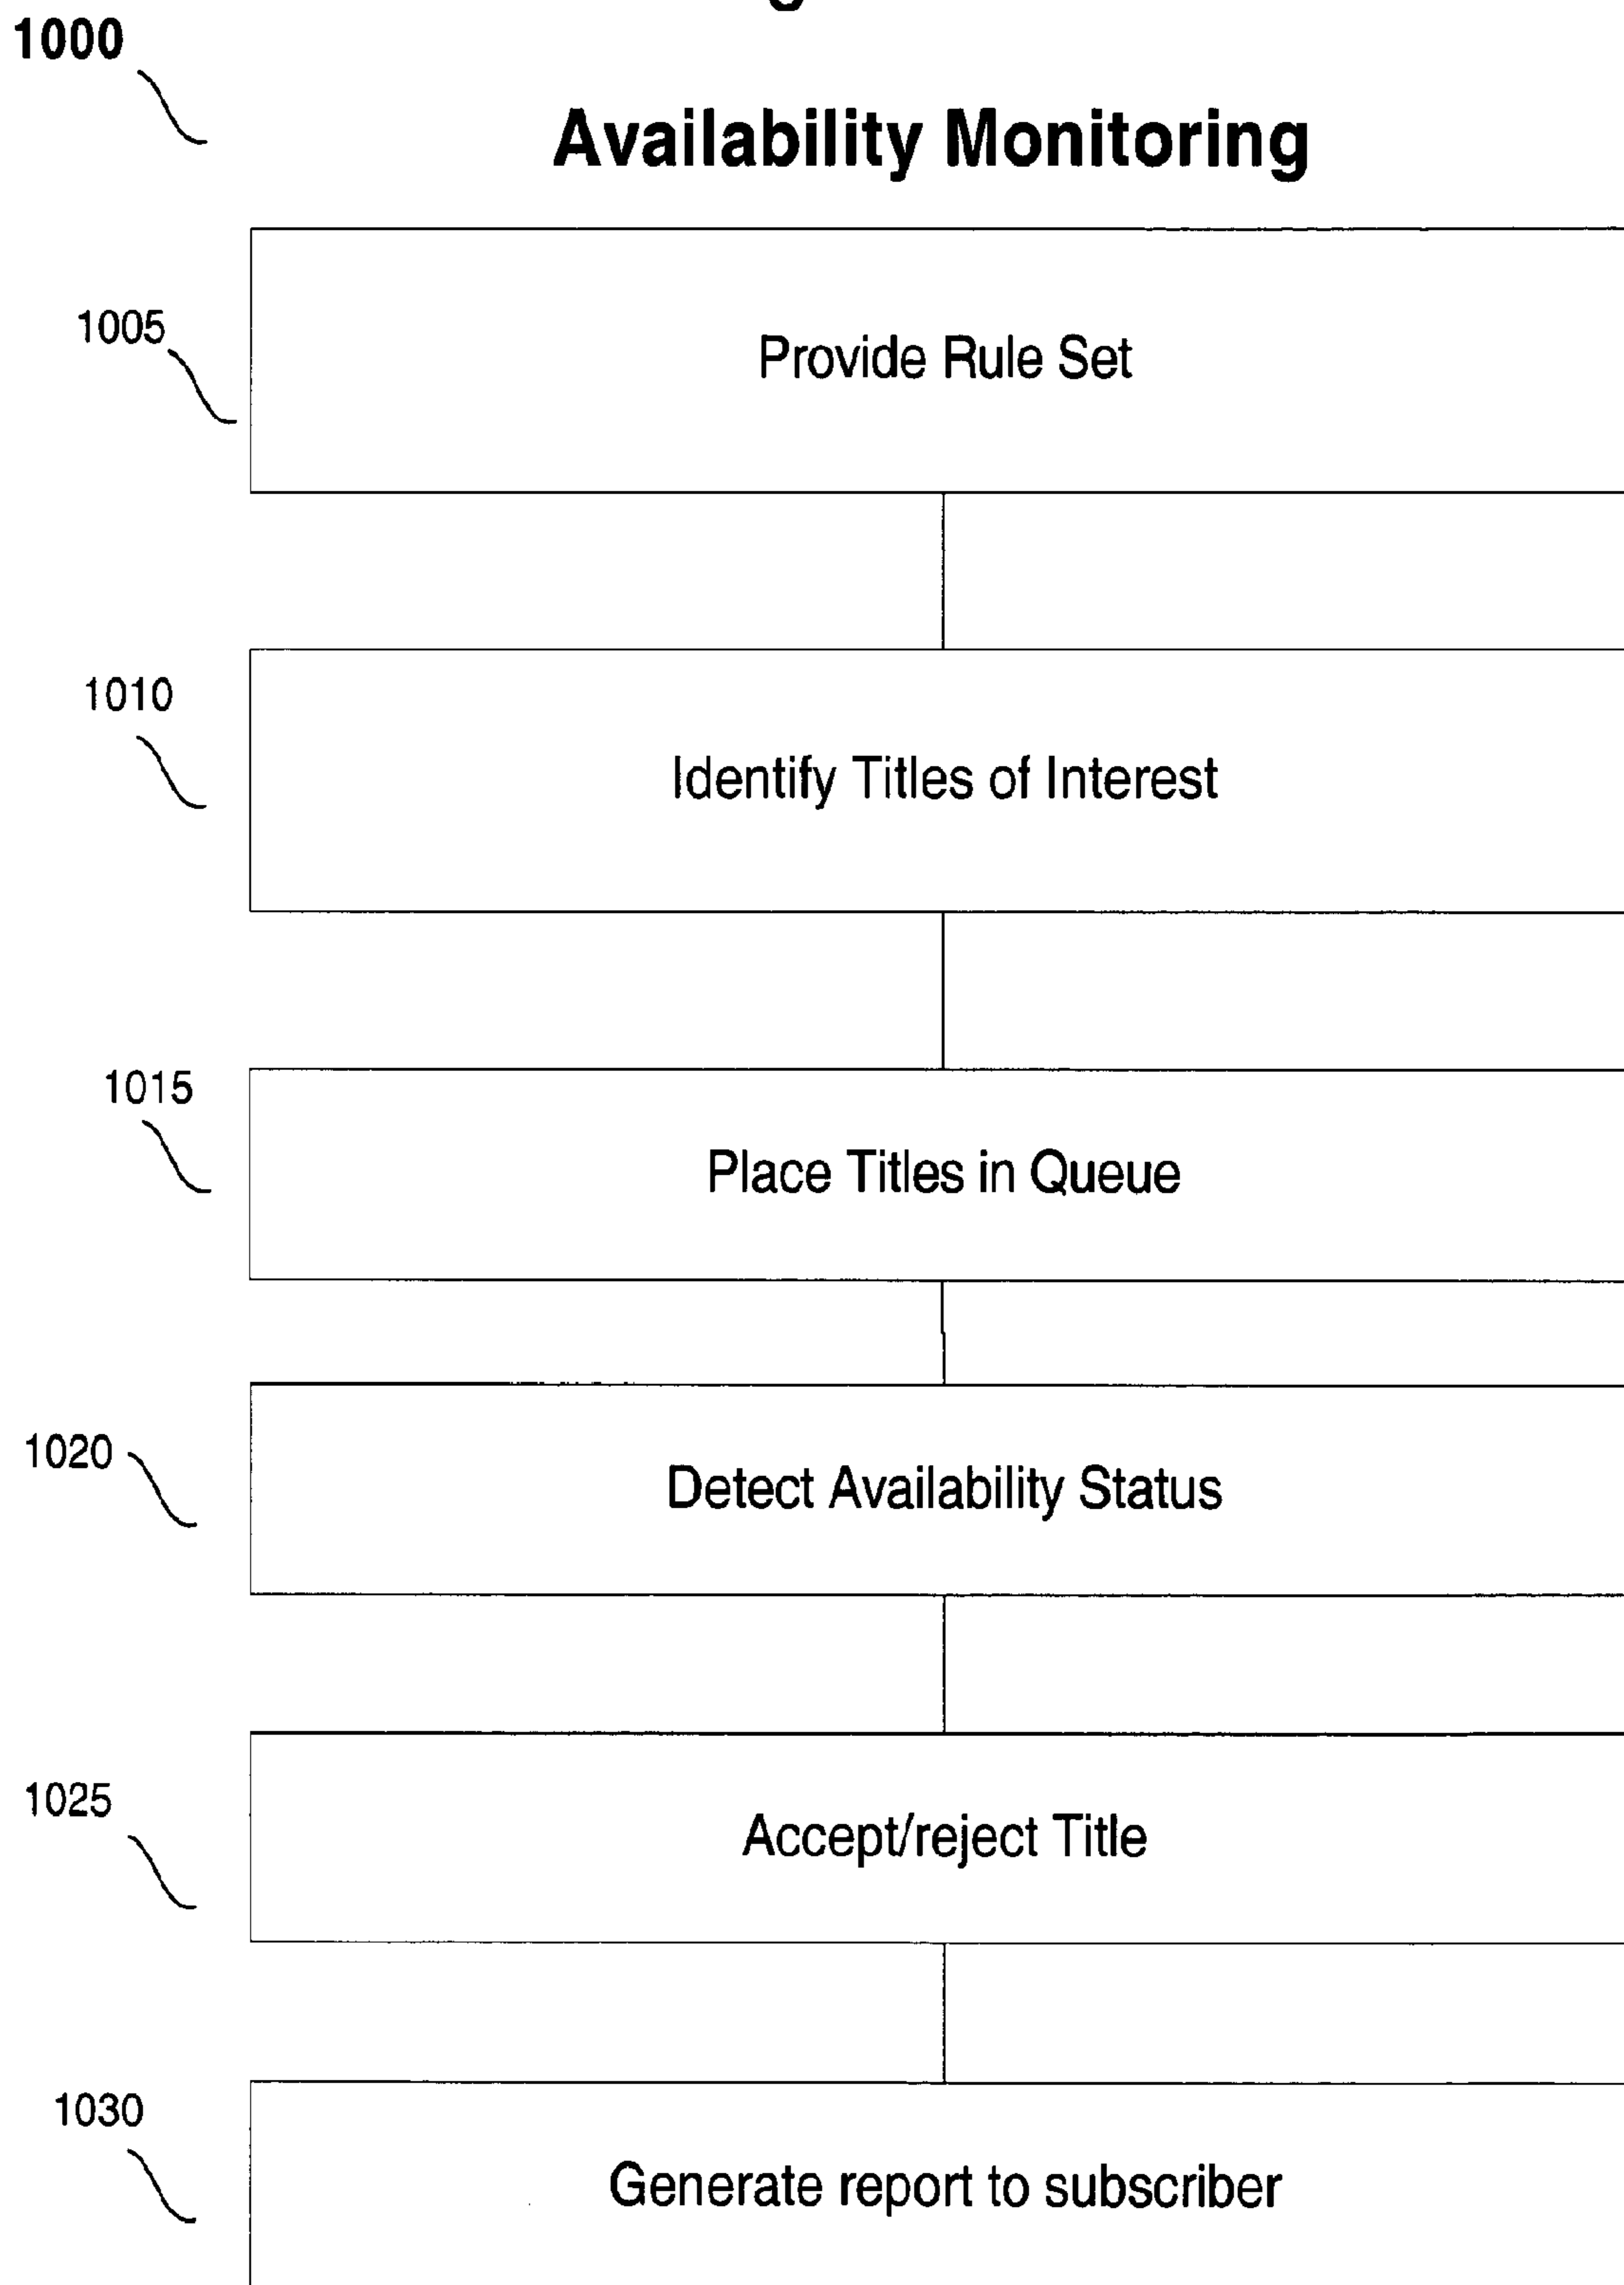 1000
Availability Monitoring
1005
Provide Rule Set
1010
Identify Titles of Interest
1015
Place Titles in Queue
1020
Detect Availability Status
1025
Accept/reject Title
1030
Generate report to subscriber